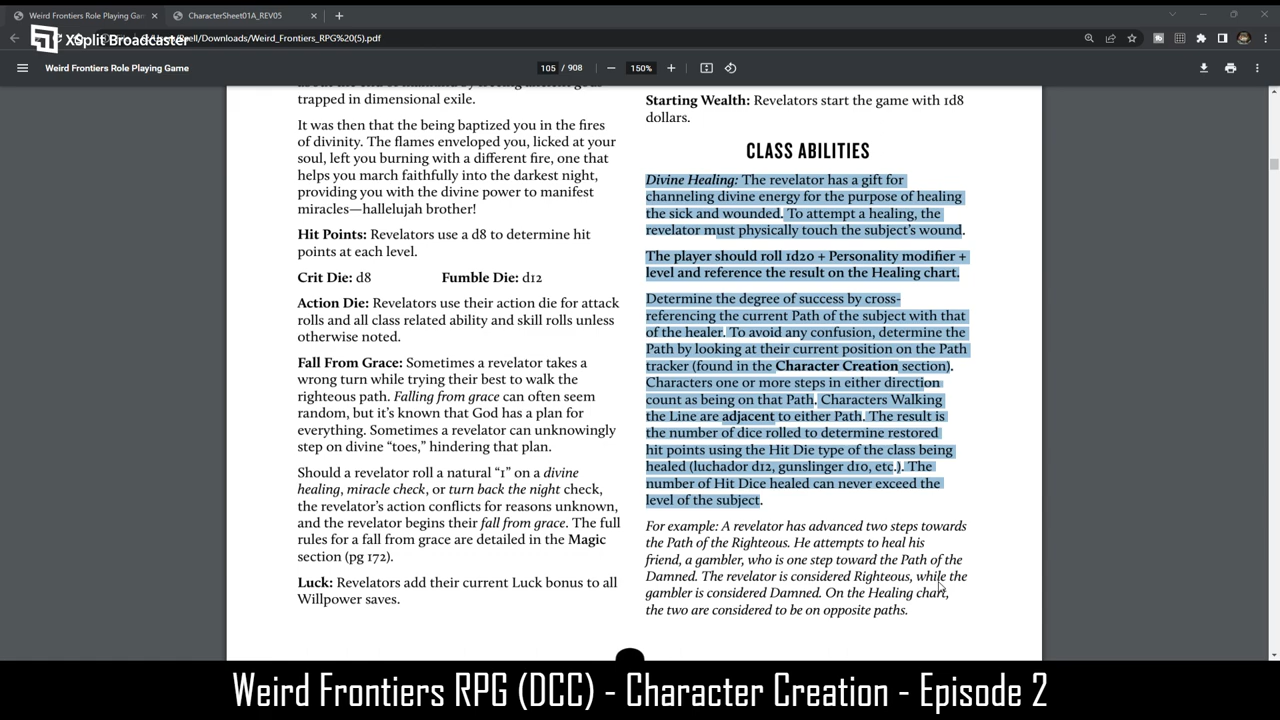 Weird Frontiers Role Playing Gam
CharacterSheet01A_REV05
XSplit Broadcaster
/Downloads/Weird_Frontiers_RPG%20(5).pdf
Weird Frontiers Role Playing Game
105 / 908
150%
trapped in dimensional exile.
It was then that the being baptized you in the fires
of divinity. The flames enveloped you, licked at your
soul, left you burning with a different fire, one that
helps you march faithfully into the darkest night,
providing you with the divine power to manifest
miracles—hallelujah brother!
Hit Points: Revelators use a d8 to determine hit
points at each level.
Crit Die: d8 Fumble Die: d12
Action Die: Revelators use their action die for attack
rolls and all class related ability and skill rolls unless
otherwise noted.
Fall From Grace: Sometimes a revelator takes a
wrong turn while trying their best to walk the
righteous path. Falling from grace can often seem
random, but it's known that God has a plan for
everything. Sometimes a revelator can unknowingly
step on divine “toes,” hindering that plan.
Should a revelator roll a natural “1” on a divine
healing, miracle check, or turn back the night check,
the revelator's action conflicts for reasons unknown,
and the revelator begins their fall from grace. The full
rules for a fall from grace are detailed in the Magic
section (pg 172).
Luck: Revelators add their current Luck bonus to all
Willpower saves.
Starting Wealth: Revelators start the game with 1d8
dollars.
CLASS ABILITIES
Divine Healing: The revelator has a gift for
channeling divine energy for the purpose of healing
the sick and wounded. To attempt a healing, the
revelator must physically touch the subject's wound.
The player should roll 1d20 + Personality modifier +
level and reference the result on the Healing chart.
Determine the degree of success by cross-
referencing the current Path of the subject with that
of the healer. To avoid any confusion, determine the
Path by looking at their current position on the Path
tracker (found in the Character Creation section).
Characters one or more steps in either direction
count as being on that Path. Characters Walking
the Line are adjacent to either Path. The result is
the number of dice rolled to determine restored
hit points using the Hit Die type of the class being
healed (luchador d12, gunslinger d10, etc.). The
number of Hit Dice healed can never exceed the
level of the subject.
For example: A revelator has advanced two steps towards
the Path of the Righteous. He attempts to heal his
friend, a gambler, who is one step toward the Path of the
Damned. The revelator is considered Righteous, while the
gambler is considered Damned. On the Healing chart,
the two are considered to be on opposite paths.
Weird Frontiers RPG (DCC) - Character Creation - Episode 2